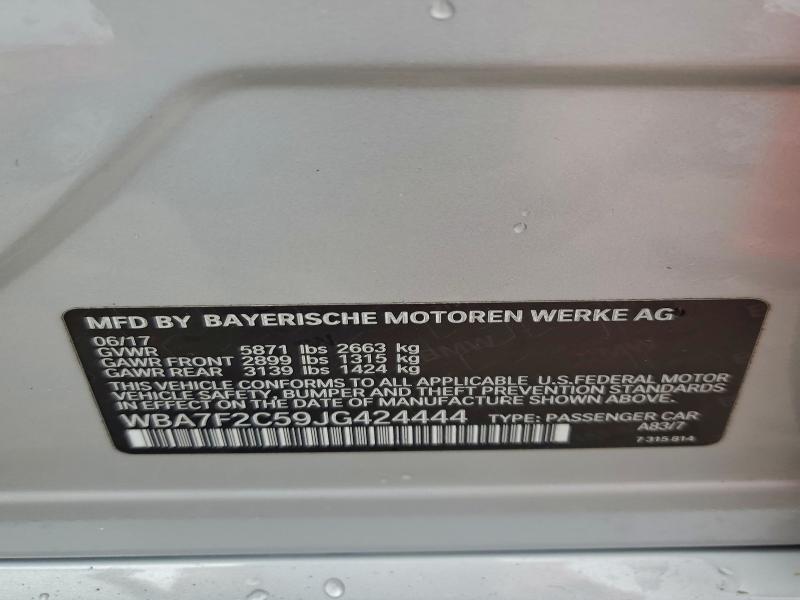 MFD BY BAYERISCHE MOTOREN WERKE AG
06/17
GVWR 5871 lbs 2663 kg
GAWR FRONT 2899 lbs 1315 kg
GAWR REAR 3139 lbs 1424 kg
THIS VEHICLE CONFORMS TO ALL APPLICABLE U.S.FEDERAL MOTOR
VEHICLE SAFETY, BUMPER AND THEFT PREVENTION STANDARDS
IN EFFECT ON THE DATE OF MANUFACTURE SHOWN ABOVE.
WBA7F2C59JG424444 TYPE: PASSENGER CAR
A83/7
7 315 814